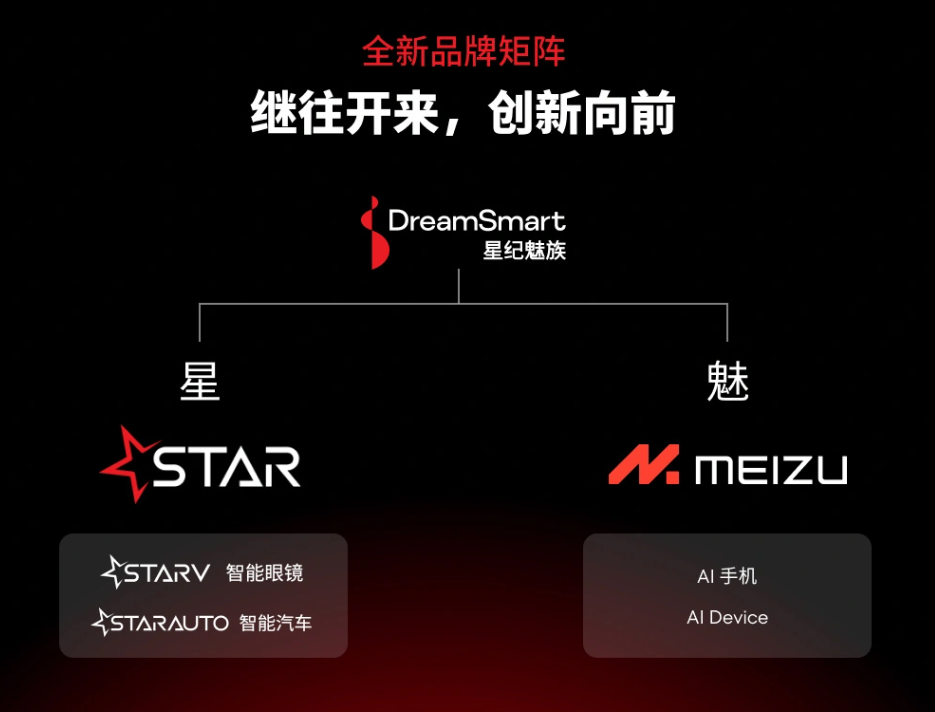 全新品牌矩阵
继往开来，创新向前
DreamSmart
星纪魅族
星
魅
STAR
MEIZU
STARV 智能眼镜
STARAUTO 智能汽车
AI 手机
AI Device